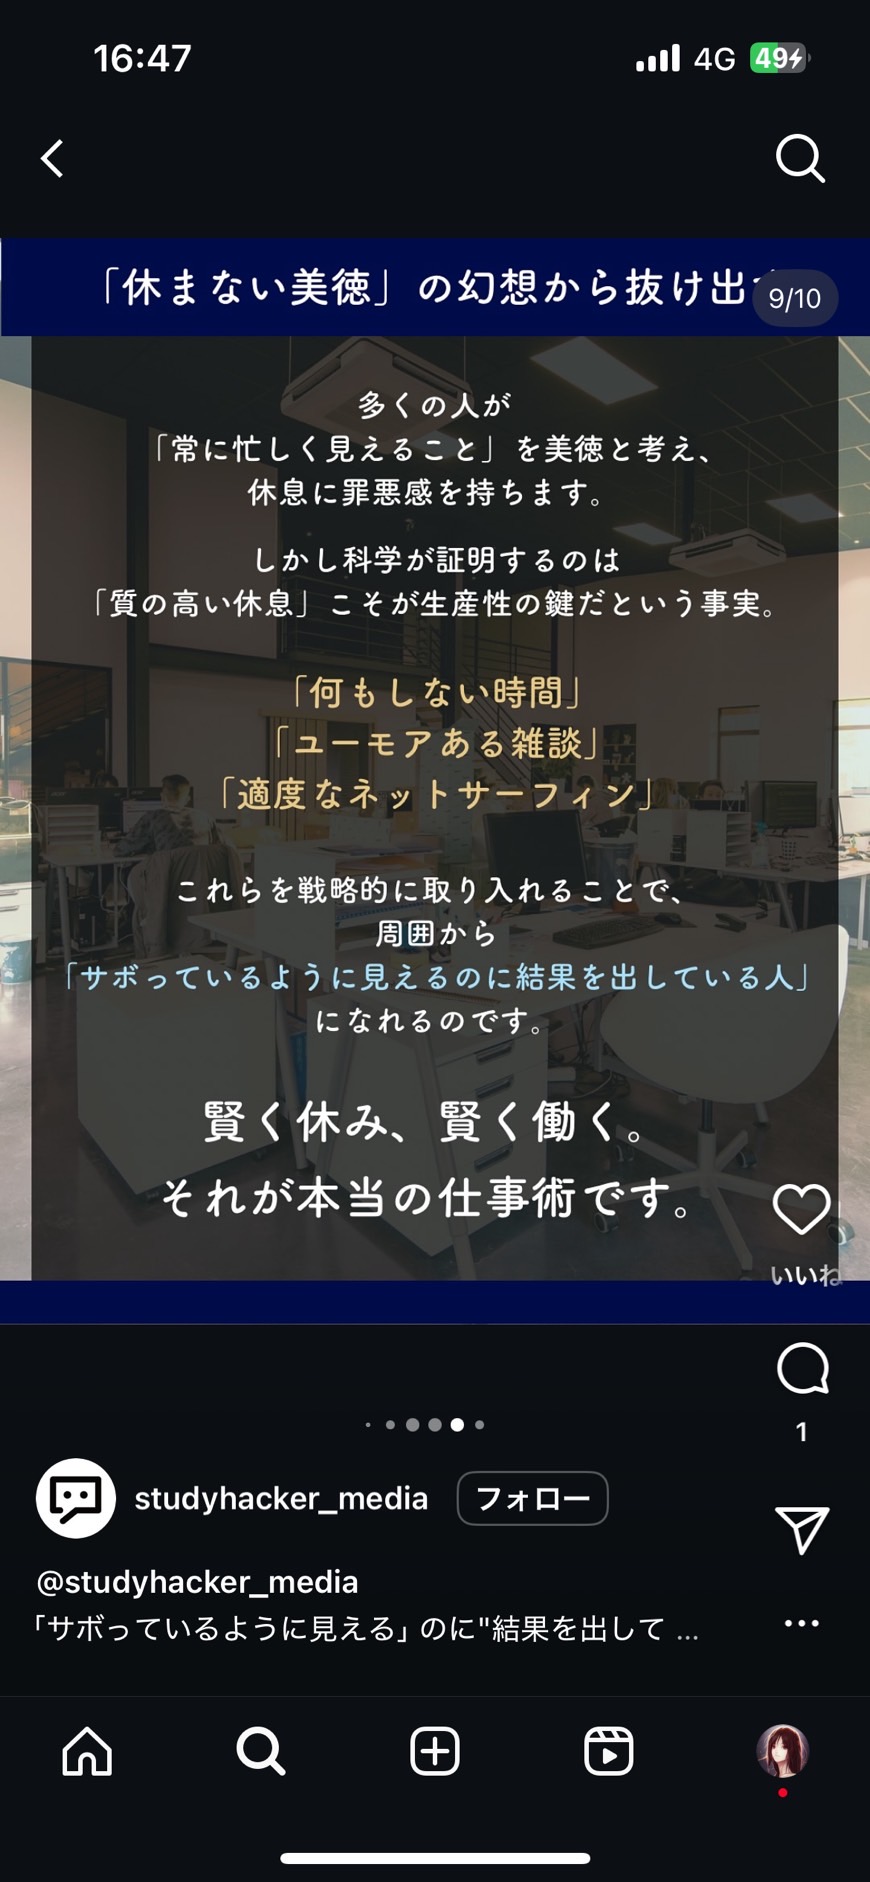 16:47
4G
49
「休まない美徳」の幻想から抜け出
9/10
多くの人が
「常に忙しく見えること」を美徳と考え、
休息に罪悪感を持ちます。
しかし科学が証明するのは
「質の高い休息」こそが生産性の鍵だという事実。
「何もしない時間」
「ユーモアある雑談」
「適度なネットサーフィン」
これらを戦略的に取り入れることで、
周囲から
「サボっているように見えるのに結果を出している人」
になれるのです。
賢く休み、賢く働く。
それが本当の仕事術です。
いいね
1
studyhacker_media
フォロー
@studyhacker_media
「サボっているように見える」のに"結果を出して ...